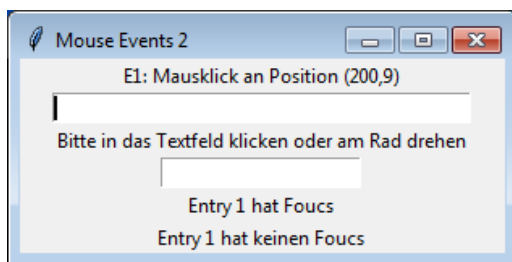 Mouse Events 2
E1: Mausklick an Position (200,9)
Bitte in das Textfeld klicken oder am Rad drehen
Entry 1 hat Foucs
Entry 1 hat keinen Foucs